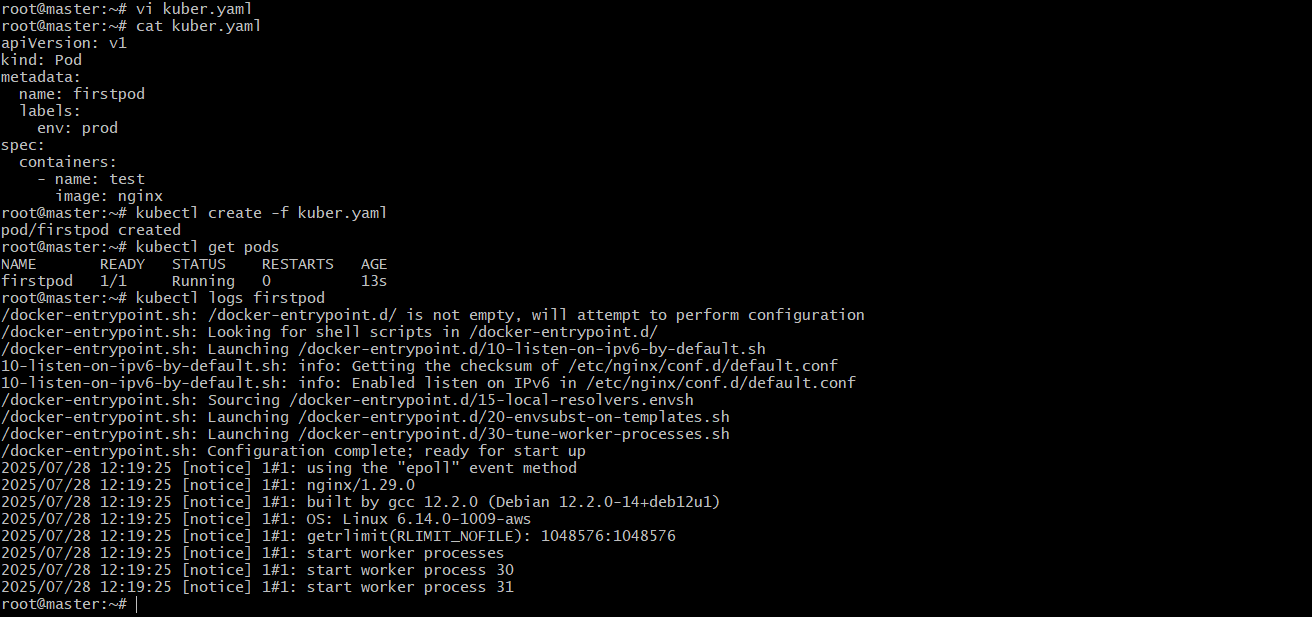 root@master:~# vi kuber.yaml
root@master:~# cat kuber.yaml
apiVersion: v1
kind: Pod
metadata:
  name: firstpod
  labels:
    env: prod
spec:
  containers:
    - name: test
      image: nginx
root@master:~# kubectl create -f kuber.yaml
pod/firstpod created
root@master:~# kubectl get pods
NAME       READY   STATUS    RESTARTS   AGE
firstpod   1/1     Running   0          13s
root@master:~# kubectl logs firstpod
/docker-entrypoint.sh: /docker-entrypoint.d/ is not empty, will attempt to perform configuration
/docker-entrypoint.sh: Looking for shell scripts in /docker-entrypoint.d/
/docker-entrypoint.sh: Launching /docker-entrypoint.d/10-listen-on-ipv6-by-default.sh
10-listen-on-ipv6-by-default.sh: info: Getting the checksum of /etc/nginx/conf.d/default.conf
10-listen-on-ipv6-by-default.sh: info: Enabled listen on IPv6 in /etc/nginx/conf.d/default.conf
/docker-entrypoint.sh: Sourcing /docker-entrypoint.d/15-local-resolvers.envsh
/docker-entrypoint.sh: Launching /docker-entrypoint.d/20-envsubst-on-templates.sh
/docker-entrypoint.sh: Launching /docker-entrypoint.d/30-tune-worker-processes.sh
/docker-entrypoint.sh: Configuration complete; ready for start up
2025/07/28 12:19:25 [notice] 1#1: using the "epoll" event method
2025/07/28 12:19:25 [notice] 1#1: nginx/1.29.0
2025/07/28 12:19:25 [notice] 1#1: built by gcc 12.2.0 (Debian 12.2.0-14+deb12u1)
2025/07/28 12:19:25 [notice] 1#1: OS: Linux 6.14.0-1009-aws
2025/07/28 12:19:25 [notice] 1#1: getrlimit(RLIMIT_NOFILE): 1048576:1048576
2025/07/28 12:19:25 [notice] 1#1: start worker processes
2025/07/28 12:19:25 [notice] 1#1: start worker process 30
2025/07/28 12:19:25 [notice] 1#1: start worker process 31
root@master:~#